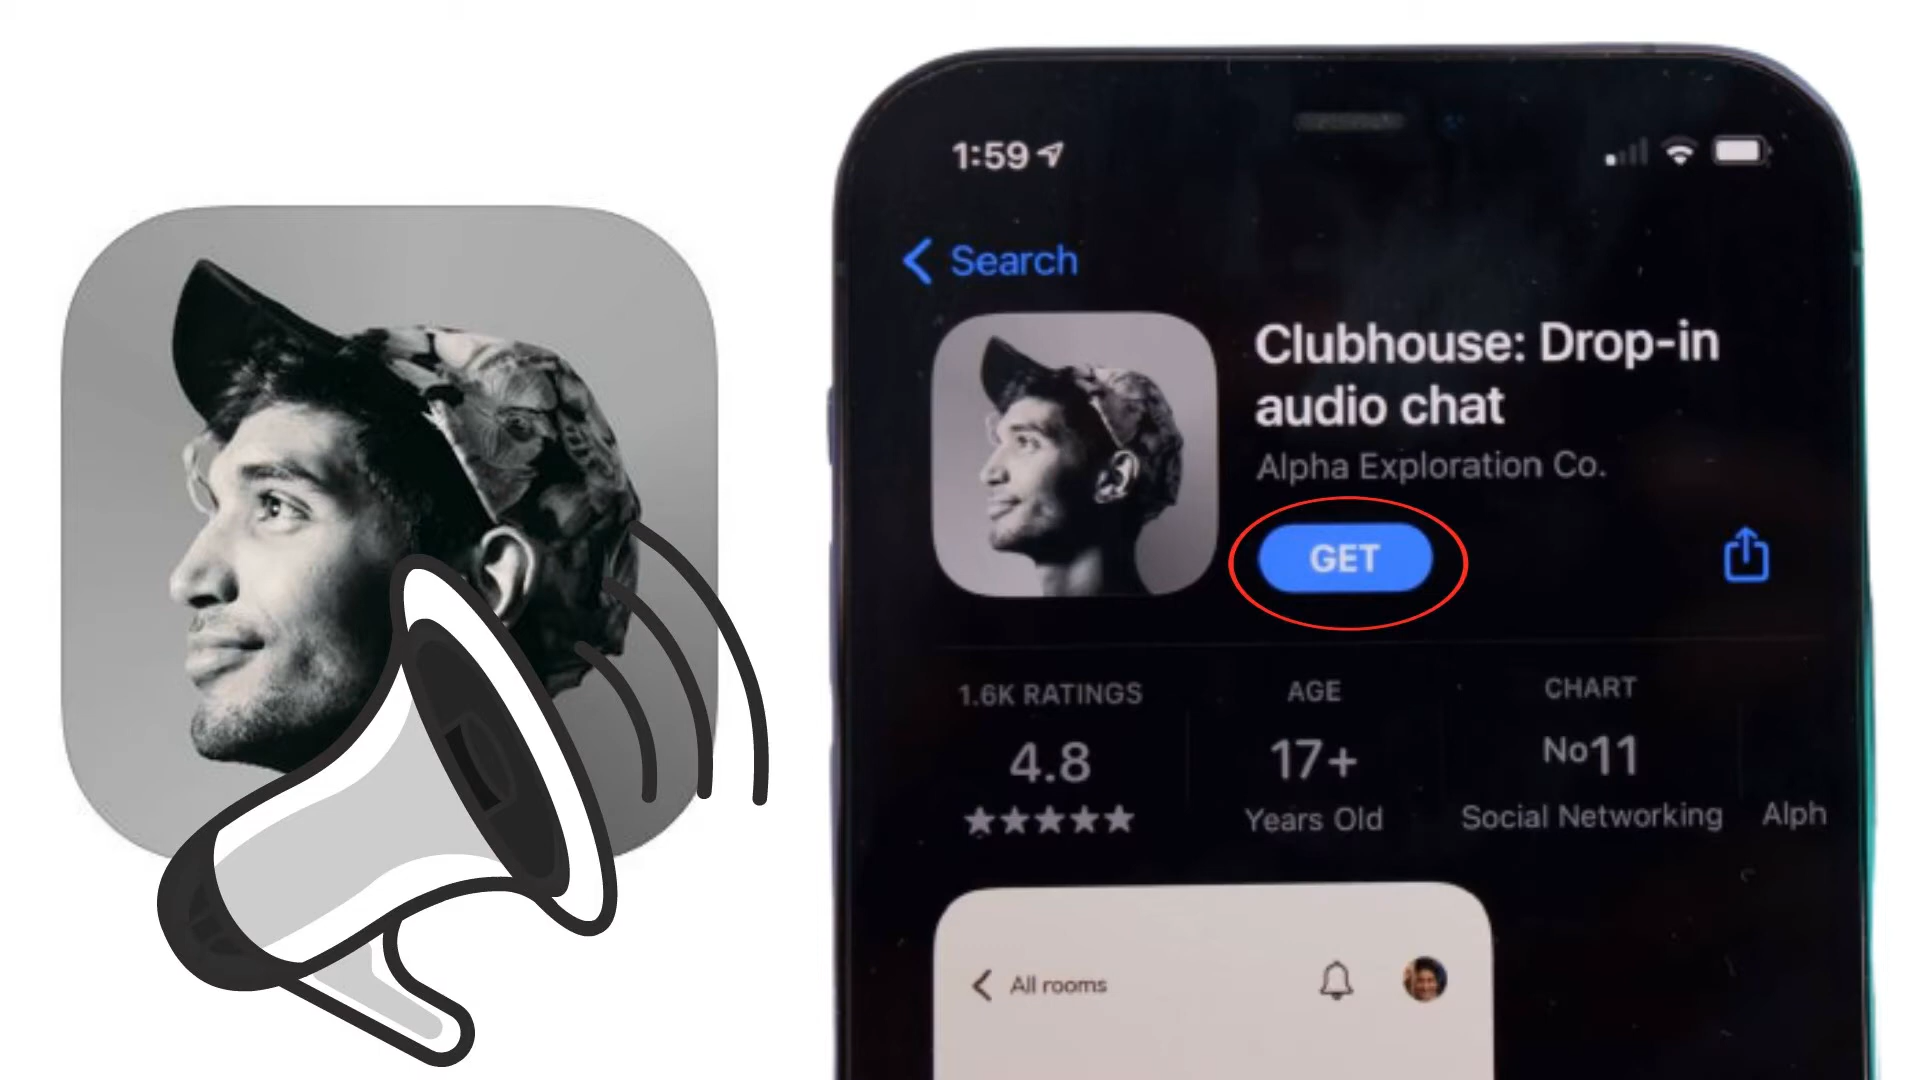 1:59
Search
Clubhouse: Drop-in
audio chat
Alpha Exploration Co.
GET
1.6K RATINGS
AGE
CHART
4.8
17+
No11
Years Old
Social Networking
Alph
All rooms